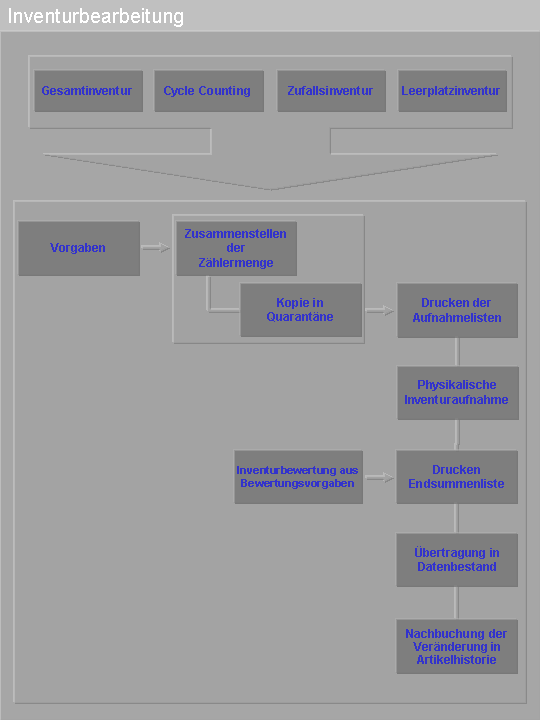 Inventurbearbeitung
Gesamtinventur
Cycle Counting
Zufallsinventur
Leerplatzinventur
Vorgaben
Zusammenstellen
der
Zählermenge
Kopie in
Quarantäne
Drucken der
Aufnahmelisten
Physikalische
Inventuraufnahme
Inventurbewertung aus
Bewertungsvorgaben
Drucken
Endsummenliste
Übertragung in
Datenbestand
Nachbuchung der
Veränderung in
Artikelhistorie